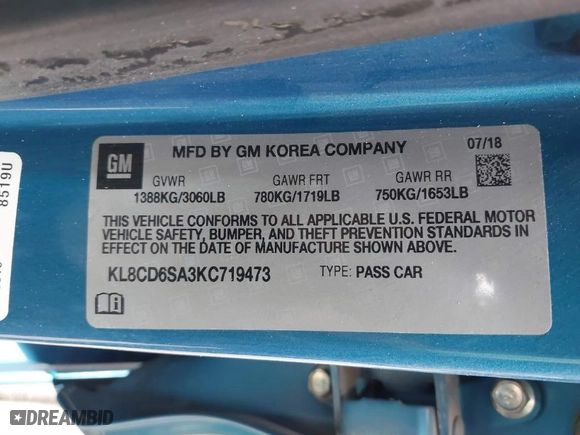 GM
MFD BY GM KOREA COMPANY
07/18
GVWR
GAWR FRT
GAWR RR
1388KG/3060LB
780KG/1719LB
750KG/1653LB
THIS VEHICLE CONFORMS TO ALL APPLICABLE U.S. FEDERAL MOTOR
VEHICLE SAFETY, BUMPER, AND THEFT PREVENTION STANDARDS IN
EFFECT ON THE DATE OF MANUFACTURE SHOWN ABOVE.
KL8CD6SA3KC719473
TYPE: PASS CAR
8519U
DREAMBID